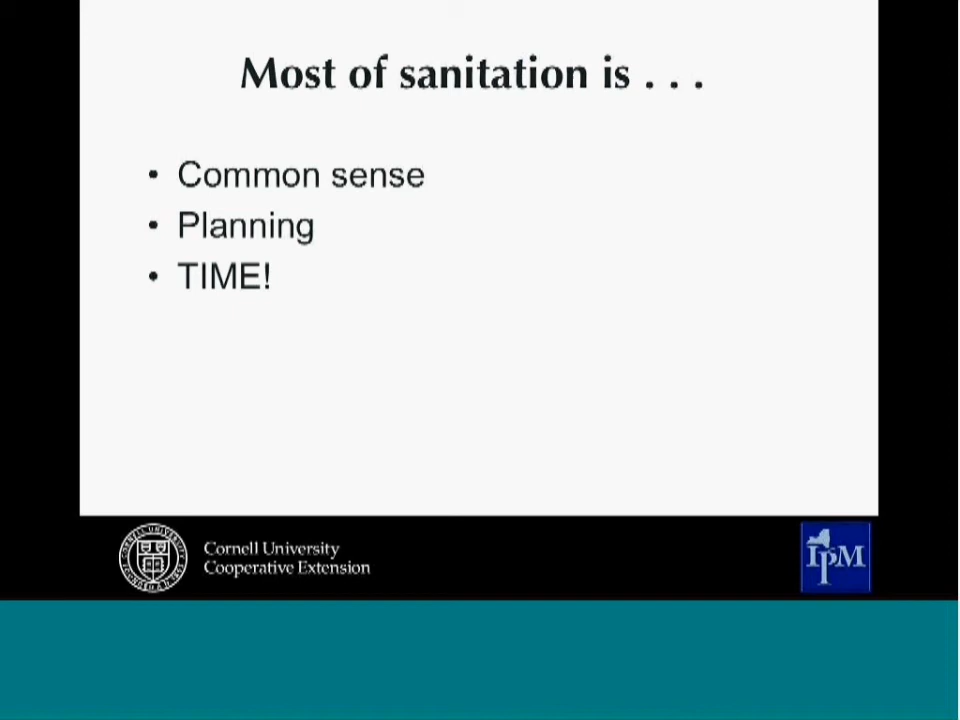 Most of sanitation is . . .
• Common sense
• Planning
• TIME!
Cornell University
Cooperative Extension
IPM